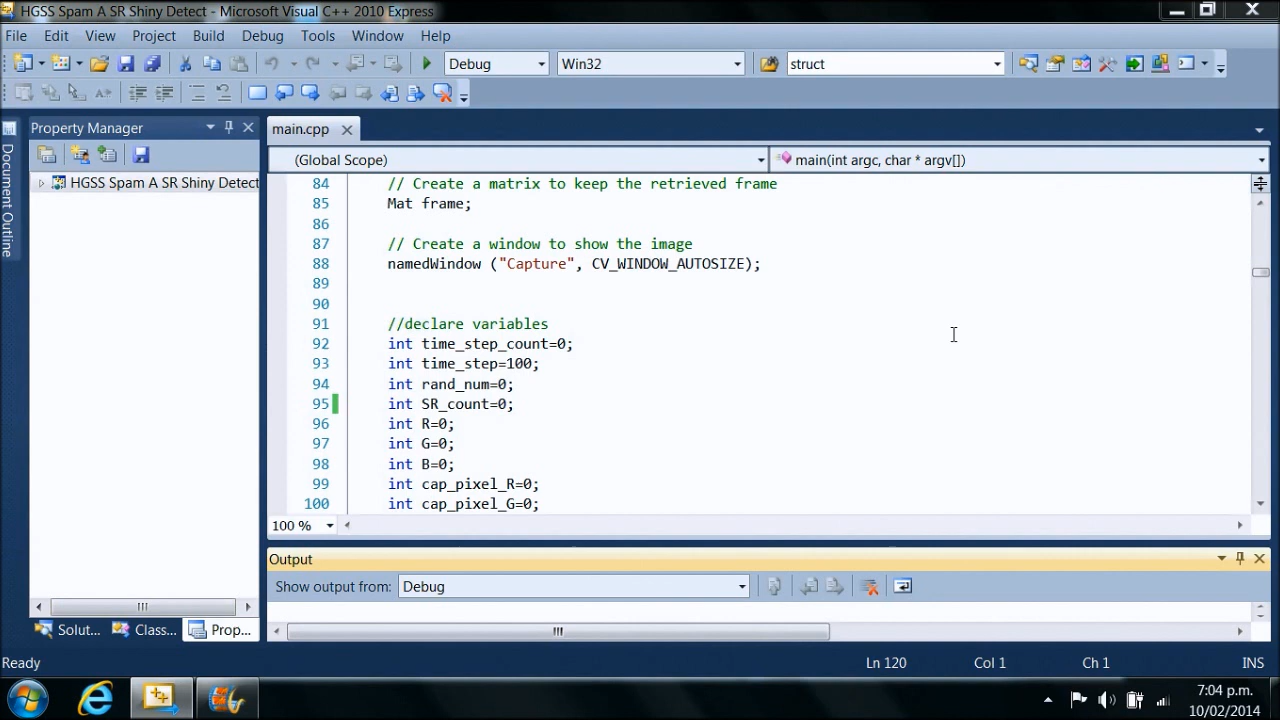 HGSS Spam A SR Shiny Detect - Microsoft Visual C++ 2010 Express
File Edit View Project Build Debug Tools Window Help
Debug Win32 struct
Property Manager
main.cpp
(Global Scope) main(int argc, char * argv[])
Document Outline
HGSS Spam A SR Shiny Detect
84 // Create a matrix to keep the retrieved frame
85 Mat frame;
86
87 // Create a window to show the image
88 namedWindow ("Capture", CV_WINDOW_AUTOSIZE);
89
90
91 //declare variables
92 int time_step_count=0;
93 int time_step=100;
94 int rand_num=0;
95 int SR_count=0;
96 int R=0;
97 int G=0;
98 int B=0;
99 int cap_pixel_R=0;
100 int cap_pixel_G=0;
100 %
Output
Show output from: Debug
Solut... Class... Prop...
Ready Ln 120 Col 1 Ch 1 INS
7:04 p.m.
10/02/2014